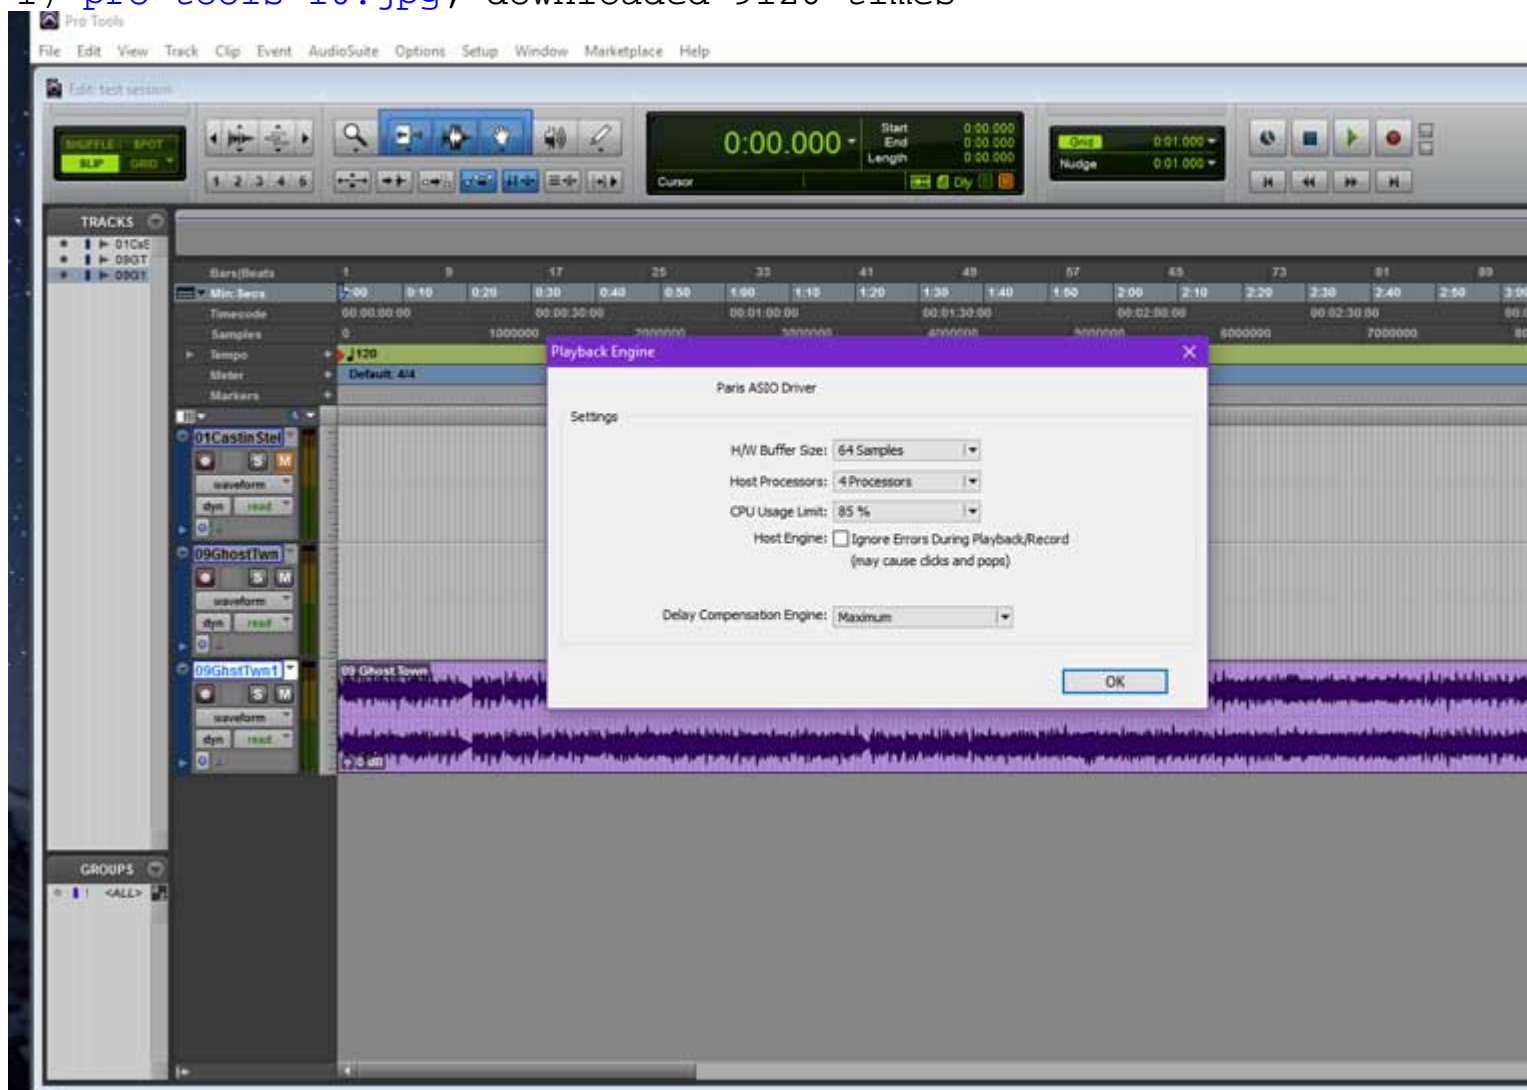 1) pro tools 10.jpg, downloaded 9120 times
Pro Tools
File Edit View Track Clip Event AudioSuite Options Setup Window Marketplace Help
Edit: test session
SHUFFLE SPOT
SLIP GRID
1 2 3 4 5
0:00.000
Start 0:00.000
End 0:00.000
Length 0:00.000
Cursor
Dly
Grid 0:01.000
Nudge 0:01.000
TRACKS
01CsS
09GT
09G1
Bars|Beats 1 9 17 25 33 41 49 57 65 73 81 89
Min:Secs 0:00 0:10 0:20 0:30 0:40 0:50 1:00 1:10 1:20 1:30 1:40 1:50 2:00 2:10 2:20 2:30 2:40 2:50
Timecode 00:00:00:00 00:00:30:00 00:01:00:00 00:01:30:00 00:02:00:00 00:02:30:00
Samples 0 1000000 2000000 3000000 4000000 5000000 6000000 7000000
Tempo 120
Meter Default: 4/4
Markers
Playback Engine
Paris ASIO Driver
Settings
H/W Buffer Size: 64 Samples
Host Processors: 4 Processors
CPU Usage Limit: 85 %
Host Engine: Ignore Errors During Playback/Record
(may cause clicks and pops)
Delay Compensation Engine: Maximum
OK
01CastinStel
S M
waveform
dyn read
09GhostTwn
S M
waveform
dyn read
09GhstTwn1
S M
waveform
dyn read
09 Ghost Town
0 dB
GROUPS
! <ALL>